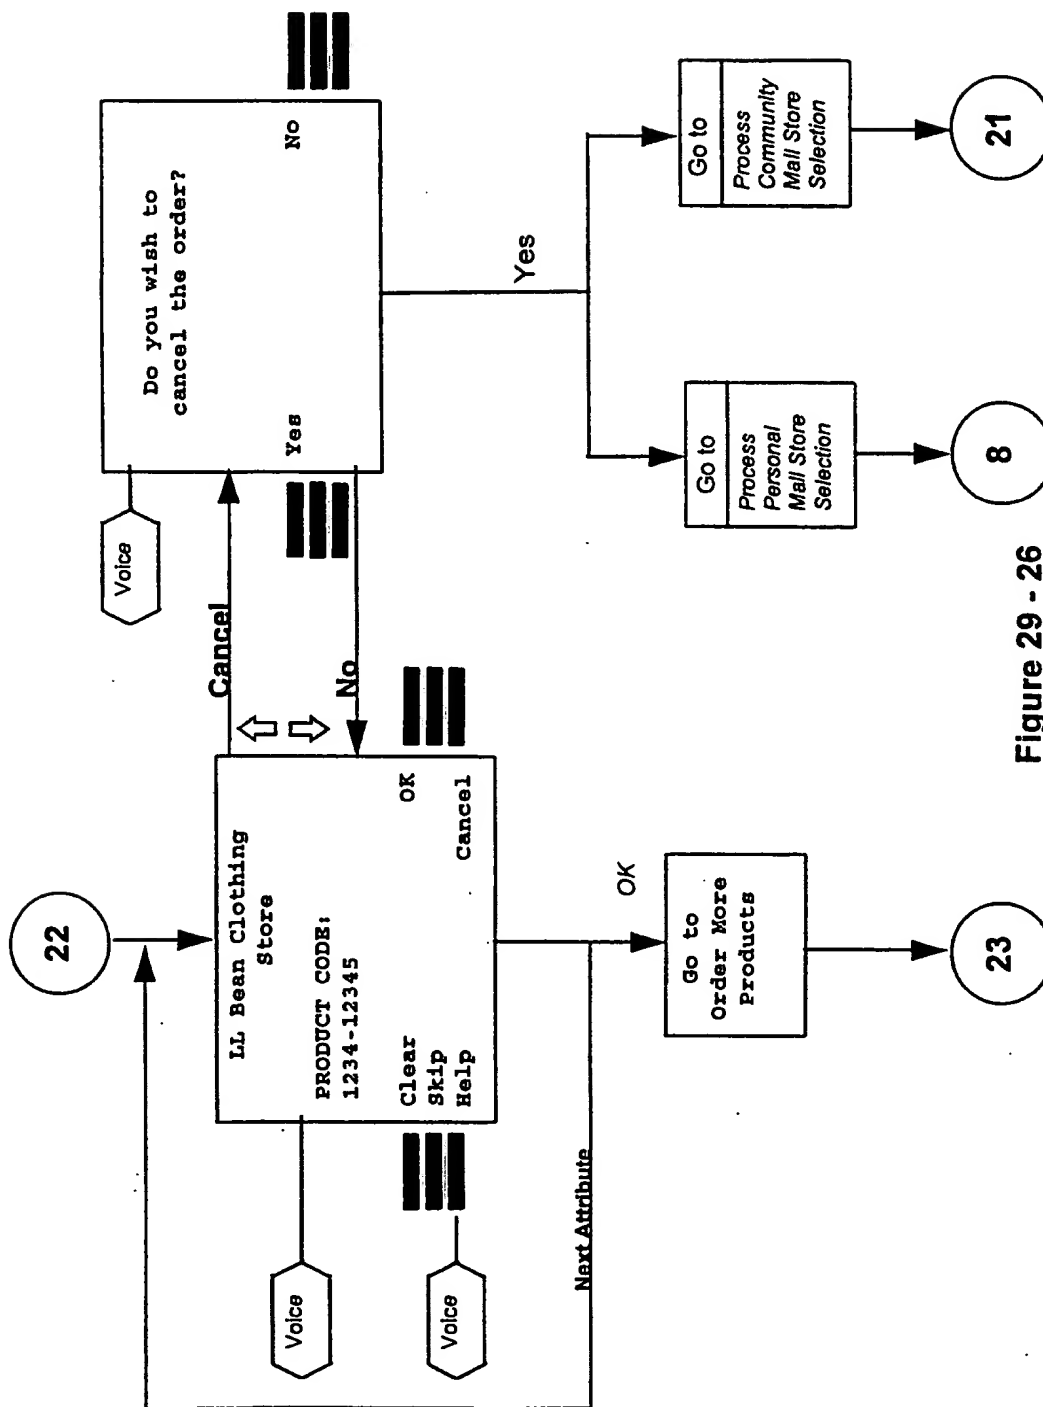 22
LL Bean Clothing
Store
PRODUCT CODE:
1234-12345
Clear
OK
Skip
Help
Cancel
Voice
Voice
Cancel
No
Voice
Do you wish to
cancel the order?
Yes
No
Next Attribute
OK
Go to
Order More
Products
23
Yes
Go to
Process
Personal
Mall Store
Selection
8
Go to
Process
Community
Mall Store
Selection
21
Figure 29 - 26